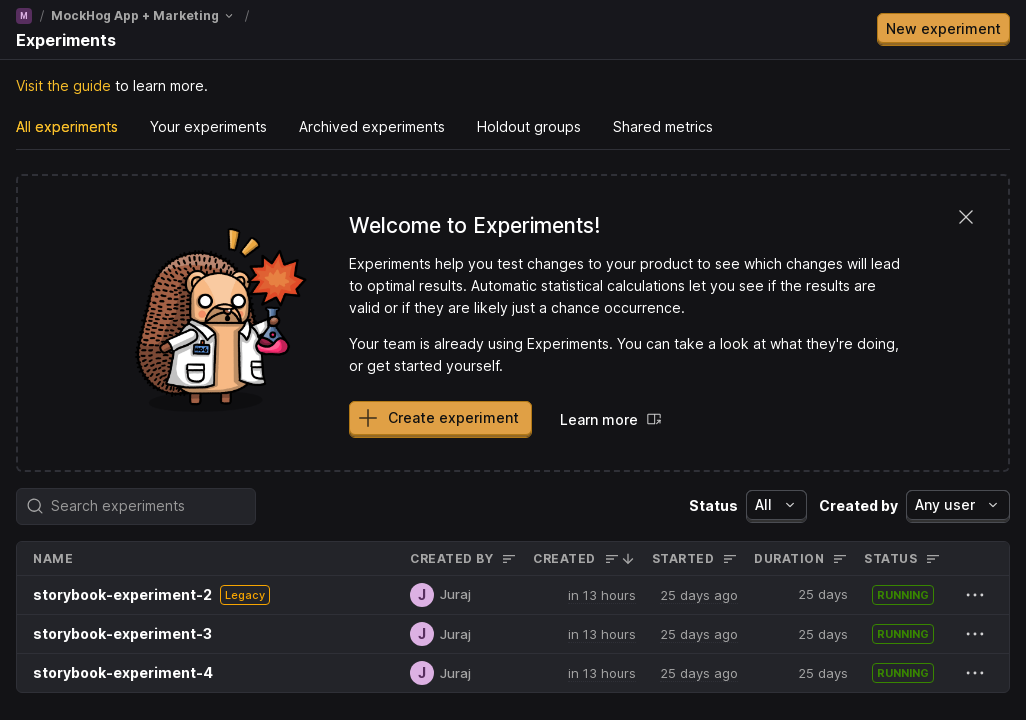 M / MockHog App + Marketing /
Experiments
New experiment
Visit the guide to learn more.
All experiments Your experiments Archived experiments Holdout groups Shared metrics
Welcome to Experiments!
Experiments help you test changes to your product to see which changes will lead
to optimal results. Automatic statistical calculations let you see if the results are
valid or if they are likely just a chance occurrence.
Your team is already using Experiments. You can take a look at what they're doing,
or get started yourself.
Create experiment Learn more
Search experiments Status All Created by Any user
NAME CREATED BY CREATED STARTED DURATION STATUS
storybook-experiment-2 Legacy J Juraj in 13 hours 25 days ago 25 days RUNNING
storybook-experiment-3 J Juraj in 13 hours 25 days ago 25 days RUNNING
storybook-experiment-4 J Juraj in 13 hours 25 days ago 25 days RUNNING